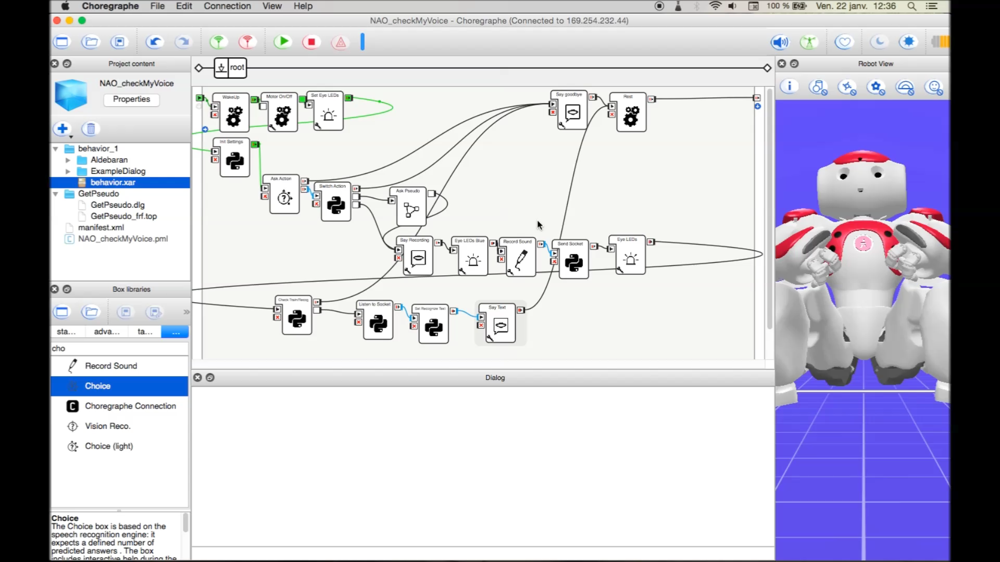 Choregraphe File Edit Connection View Help 100 % Ven. 22 janv. 12:36
NAO_checkMyVoice - Choregraphe (Connected to 169.254.232.44)
Project content
root
Robot View
NAO_checkMyVoice
Properties
behavior_1
Aldebaran
ExampleDialog
behavior.xar
GetPseudo
GetPseudo.dlg
GetPseudo_frf.top
manifest.xml
NAO_checkMyVoice.pml
WakeUp
Motor On/Off
Set Eye LEDs
Say goodbye
Rest
Init Settings
Ask Action
Switch Action
Ask Pseudo
Say Recording
Eye LEDs Blue
Record Sound
Send Socket
Eye LEDs
Check Train/Recog
Listen to Socket
Set Recognize Text
Say Text
Box libraries
sta... adva... ta... ...
cho
Record Sound
Choice
Choregraphe Connection
Vision Reco.
Choice (light)
Choice
The Choice box is based on the
speech recognition engine: it
expects a defined number of
predicted answers . The box
includes interactive help during the
Dialog